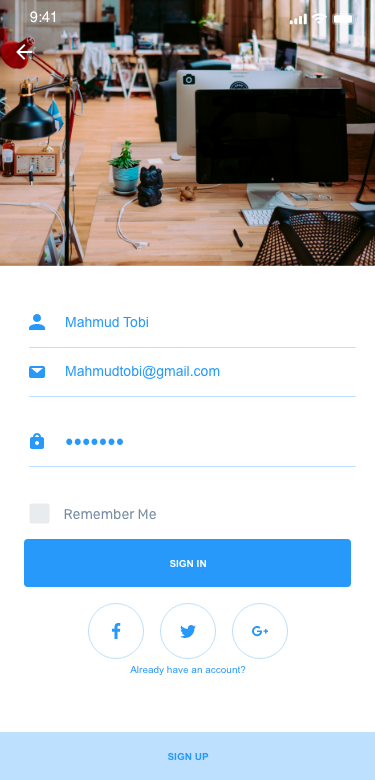 9:41
Mahmud Tobi
Mahmudtobi@gmail.com
•••••••
Remember Me
SIGN IN
f
G+
Already have an account?
SIGN UP